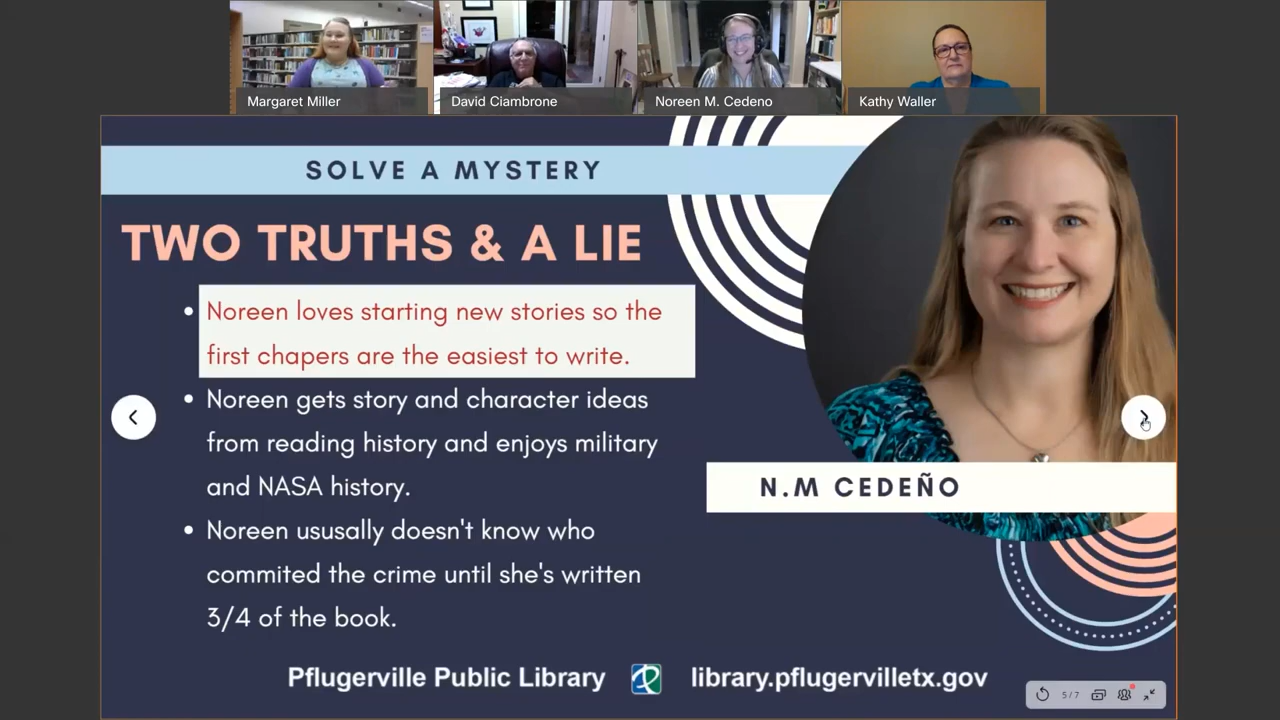 Margaret Miller
David Ciambrone
Noreen M. Cedeno
Kathy Waller
SOLVE A MYSTERY
TWO TRUTHS & A LIE
Noreen loves starting new stories so the
first chapers are the easiest to write.
Noreen gets story and character ideas
from reading history and enjoys military
and NASA history.
Noreen ususally doesn't know who
commited the crime until she's written
3/4 of the book.
N.M CEDEÑO
Pflugerville Public Library
library.pflugervilletx.gov
5/7